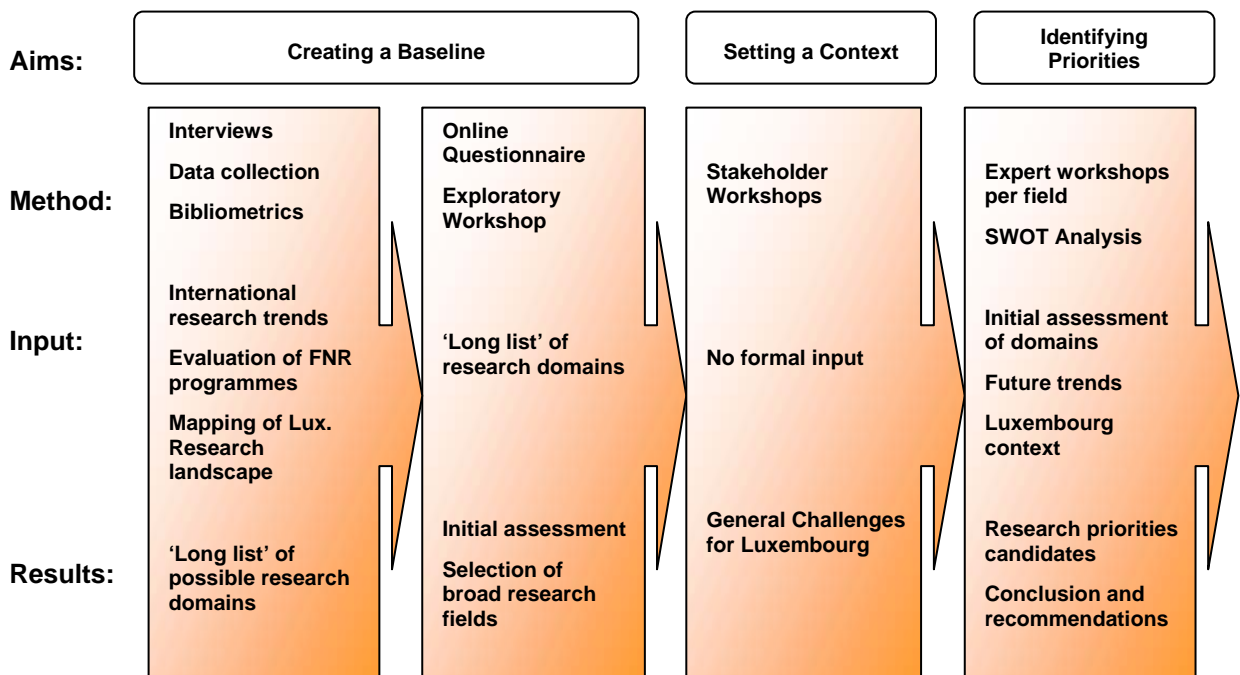 Aims:
Creating a Baseline
Setting a Context
Identifying
Priorities
Method:
Interviews
Data collection
Bibliometrics
Online
Questionnaire
Exploratory
Workshop
Stakeholder
Workshops
Expert workshops
per field
SWOT Analysis
Input:
International
research trends
Evaluation of FNR
programmes
Mapping of Lux.
Research
landscape
‘Long list’ of
research domains
No formal input
Initial assessment
of domains
Future trends
Luxembourg
context
Results:
‘Long list’ of
possible research
domains
Initial assessment
Selection of
broad research
fields
General Challenges
for Luxembourg
Research priorities
candidates
Conclusion and
recommendations